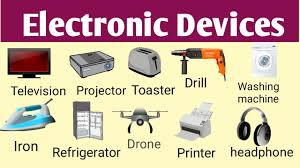 Electronic Devices
Television
Projector
Toaster
Drill
Washing
machine
Iron
Refrigerator
Drone
Printer
headphone